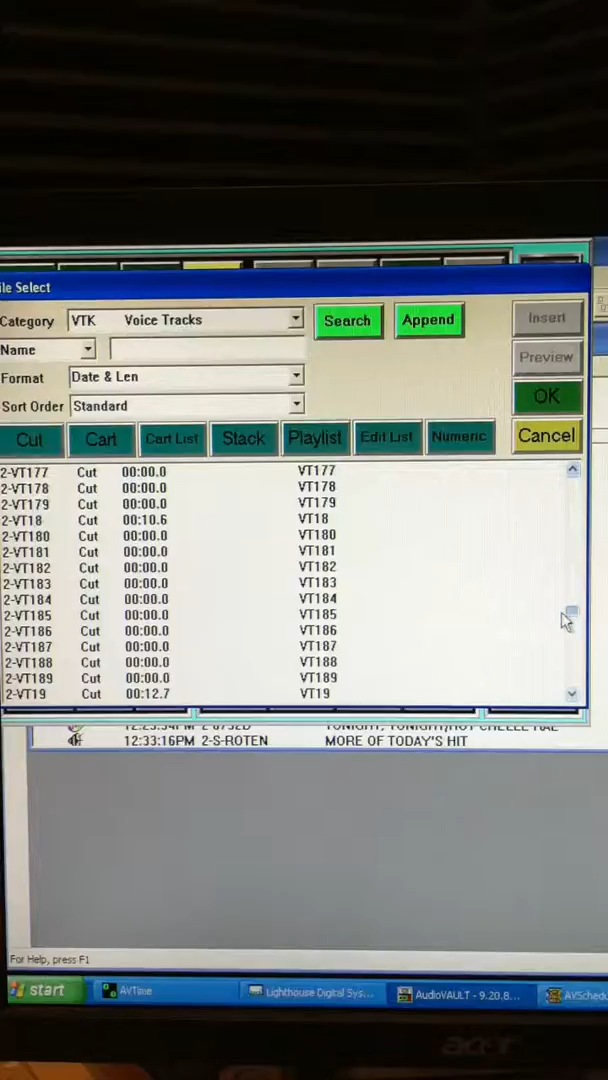 ile Select
Category VTK Voice Tracks Search Append Insert
Name Preview
Format Date & Len OK
Sort Order Standard
Cut Cart Cart List Stack Playlist Edit List Numeric Cancel
2-VT177 Cut 00:00.0 VT177
2-VT178 Cut 00:00.0 VT178
2-VT179 Cut 00:00.0 VT179
2-VT18 Cut 00:10.6 VT18
2-VT180 Cut 00:00.0 VT180
2-VT181 Cut 00:00.0 VT181
2-VT182 Cut 00:00.0 VT182
2-VT183 Cut 00:00.0 VT183
2-VT184 Cut 00:00.0 VT184
2-VT185 Cut 00:00.0 VT185
2-VT186 Cut 00:00.0 VT186
2-VT187 Cut 00:00.0 VT187
2-VT188 Cut 00:00.0 VT188
2-VT189 Cut 00:00.0 VT189
2-VT19 Cut 00:12.7 VT19
12:33:16PM 2-S-ROTEN MORE OF TODAY'S HIT
For Help, press F1
start AVTime Lighthouse Digital Sys... AudioVAULT - 9.20.8... AVSchedu
acer